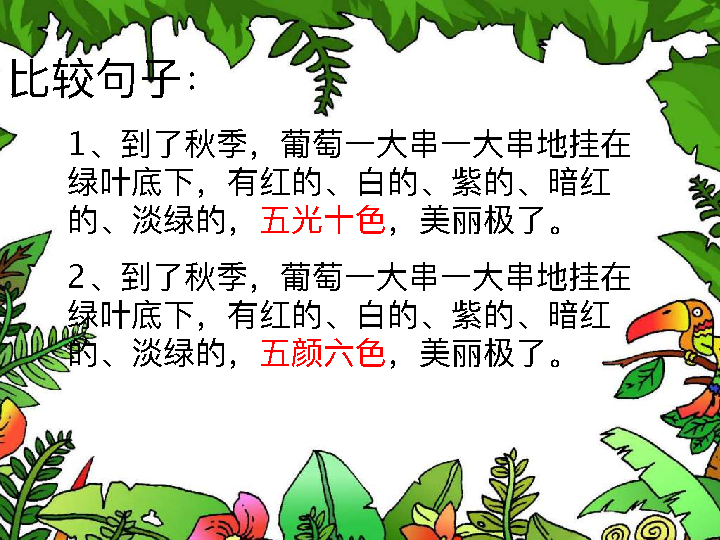 比较句子：
1、到了秋季，葡萄一大串一大串地挂在
绿叶底下，有红的、白的、紫的、暗红
的、淡绿的，五光十色，美丽极了。
2、到了秋季，葡萄一大串一大串地挂在
绿叶底下，有红的、白的、紫的、暗红
的、淡绿的，五颜六色，美丽极了。